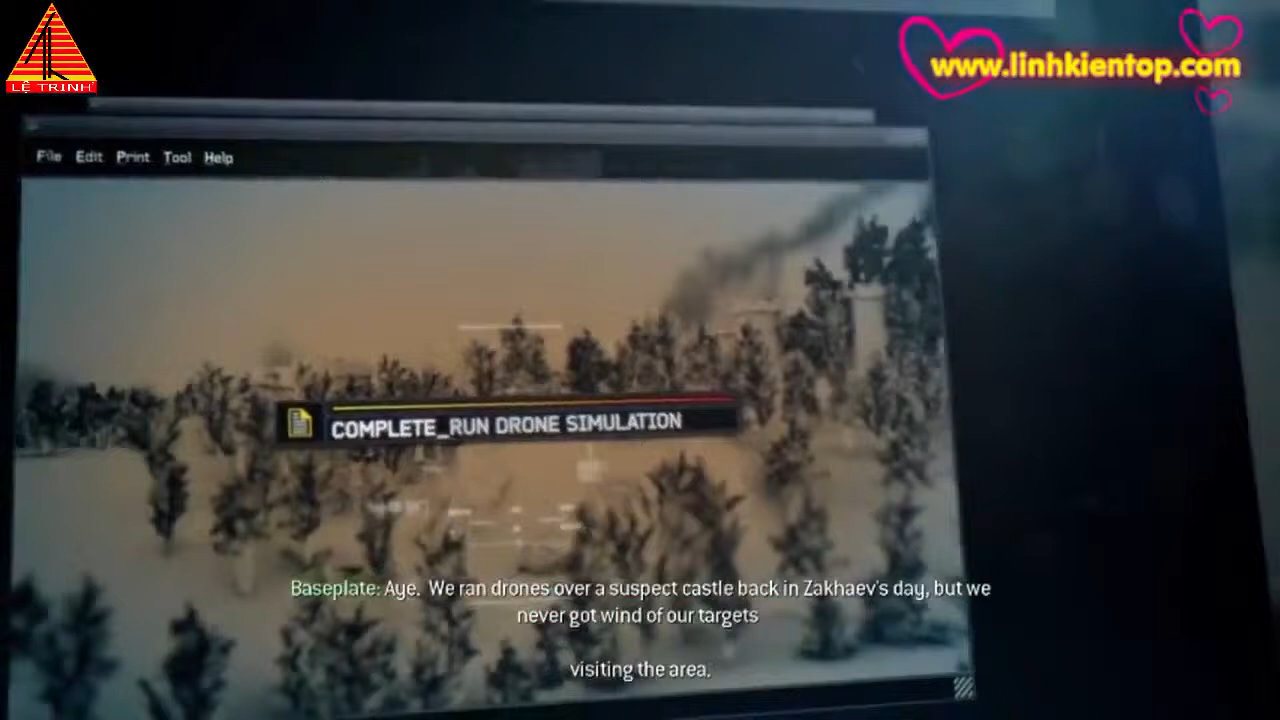 LỆ TRINH
www.linhkientop.com
File Edit Print Tool Help
COMPLETE_RUN DRONE SIMULATION
Baseplate: Aye. We ran drones over a suspect castle back in Zakhaev's day, but we
never got wind of our targets
visiting the area.